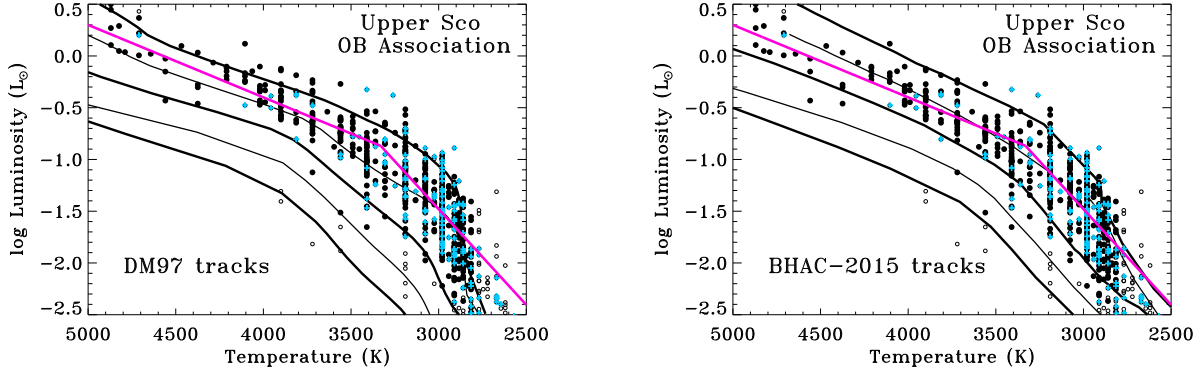 0.5
0.0
−0.5
−1.0
−1.5
−2.0
−2.5
log Luminosity (L☉)
Upper Sco
OB Association
DM97 tracks
5000 4500 4000 3500 3000 2500
Temperature (K)
0.5
0.0
−0.5
−1.0
−1.5
−2.0
−2.5
log Luminosity (L☉)
Upper Sco
OB Association
BHAC−2015 tracks
5000 4500 4000 3500 3000 2500
Temperature (K)